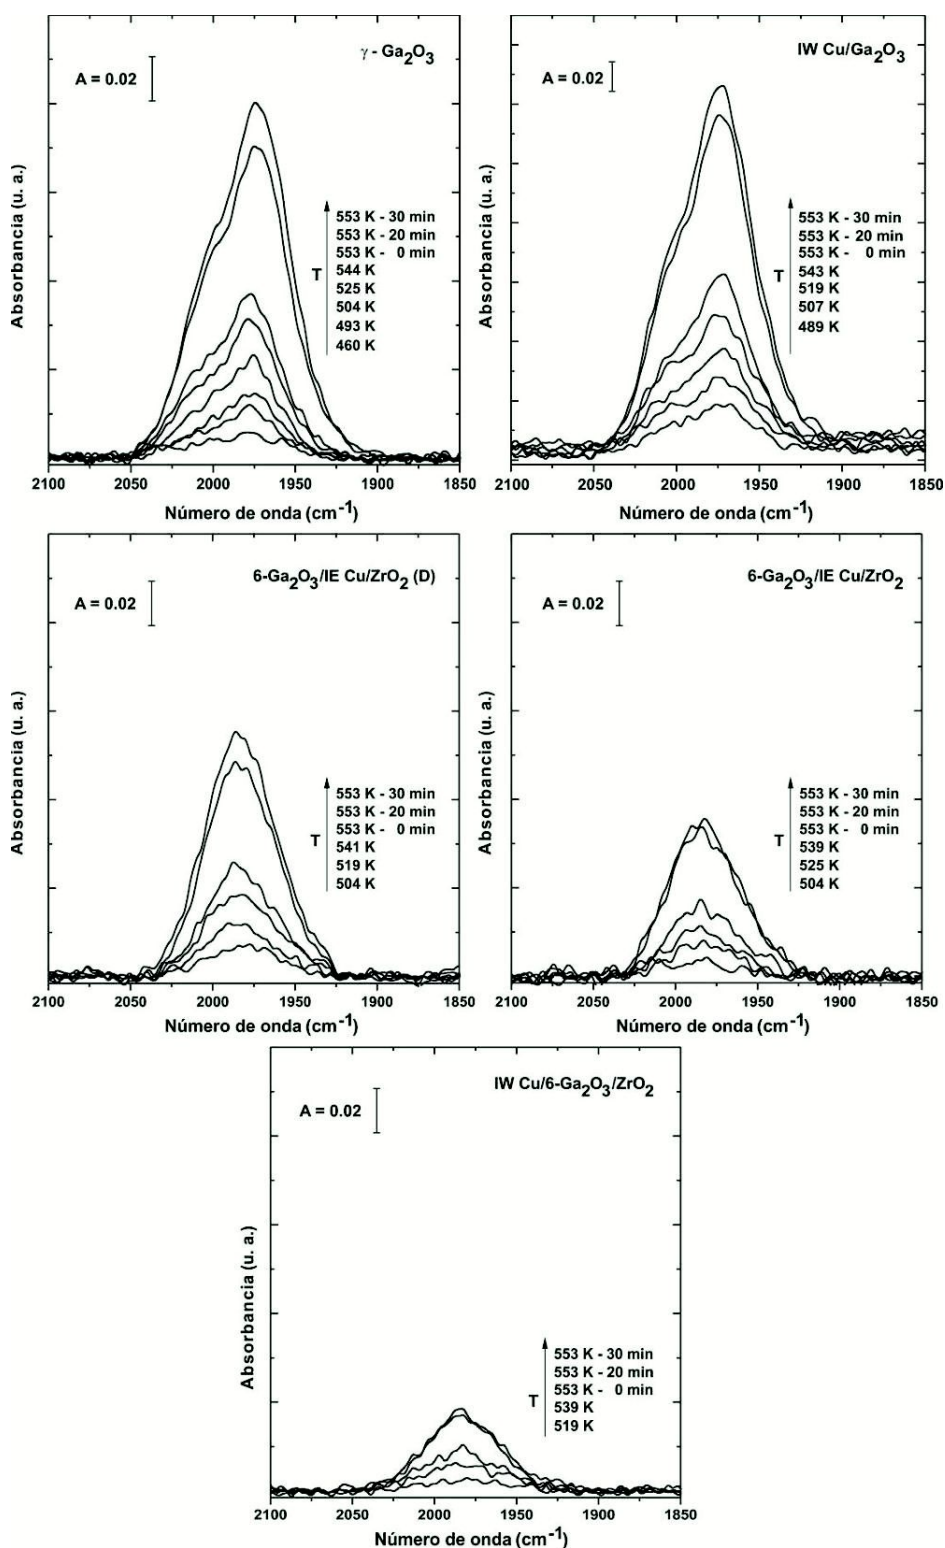 γ - Ga2O3
A = 0.02
Absorbancia (u. a.)
T
553 K - 30 min
553 K - 20 min
553 K - 0 min
544 K
525 K
504 K
493 K
460 K
2100 2050 2000 1950 1900 1850
Número de onda (cm-1)
IW Cu/Ga2O3
A = 0.02
Absorbancia (u. a.)
T
553 K - 30 min
553 K - 20 min
553 K - 0 min
543 K
519 K
507 K
489 K
2100 2050 2000 1950 1900 1850
Número de onda (cm-1)
6-Ga2O3/IE Cu/ZrO2 (D)
A = 0.02
Absorbancia (u. a.)
T
553 K - 30 min
553 K - 20 min
553 K - 0 min
541 K
519 K
504 K
2100 2050 2000 1950 1900 1850
Número de onda (cm-1)
6-Ga2O3/IE Cu/ZrO2
A = 0.02
Absorbancia (u. a.)
T
553 K - 30 min
553 K - 20 min
553 K - 0 min
539 K
525 K
504 K
2100 2050 2000 1950 1900 1850
Número de onda (cm-1)
IW Cu/6-Ga2O3/ZrO2
A = 0.02
Absorbancia (u. a.)
T
553 K - 30 min
553 K - 20 min
553 K - 0 min
539 K
519 K
2100 2050 2000 1950 1900 1850
Número de onda (cm-1)